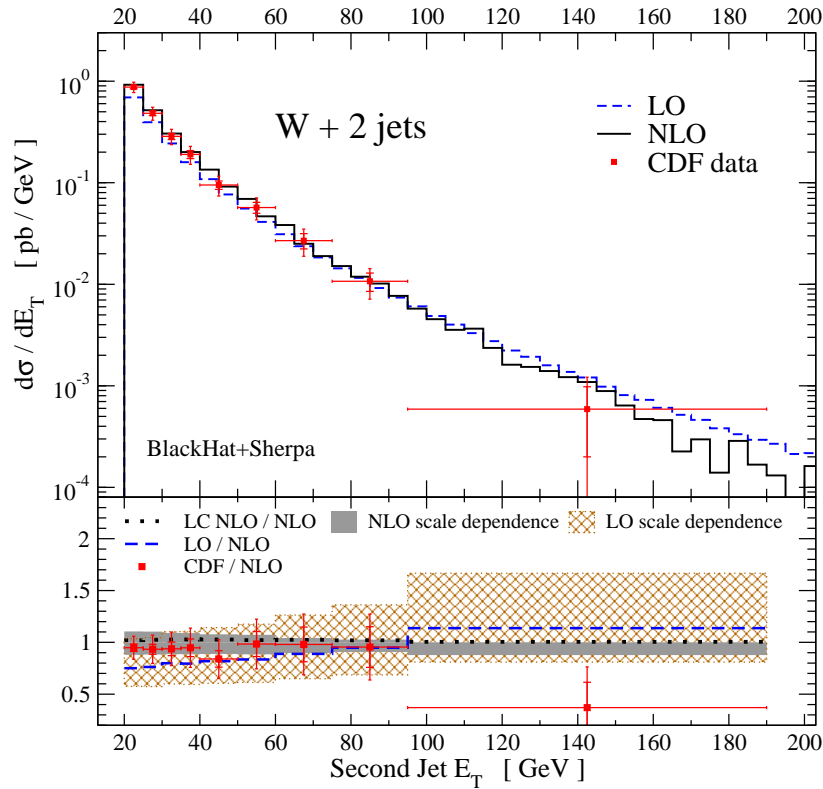 20 40 60 80 100 120 140 160 180 200
10^0
10^-1
10^-2
10^-3
10^-4
dσ / dE_T [ pb / GeV ]
W + 2 jets
LO
NLO
CDF data
BlackHat+Sherpa
LC NLO / NLO
LO / NLO
CDF / NLO
NLO scale dependence
LO scale dependence
2
1.5
1
0.5
20 40 60 80 100 120 140 160 180 200
Second Jet E_T [ GeV ]